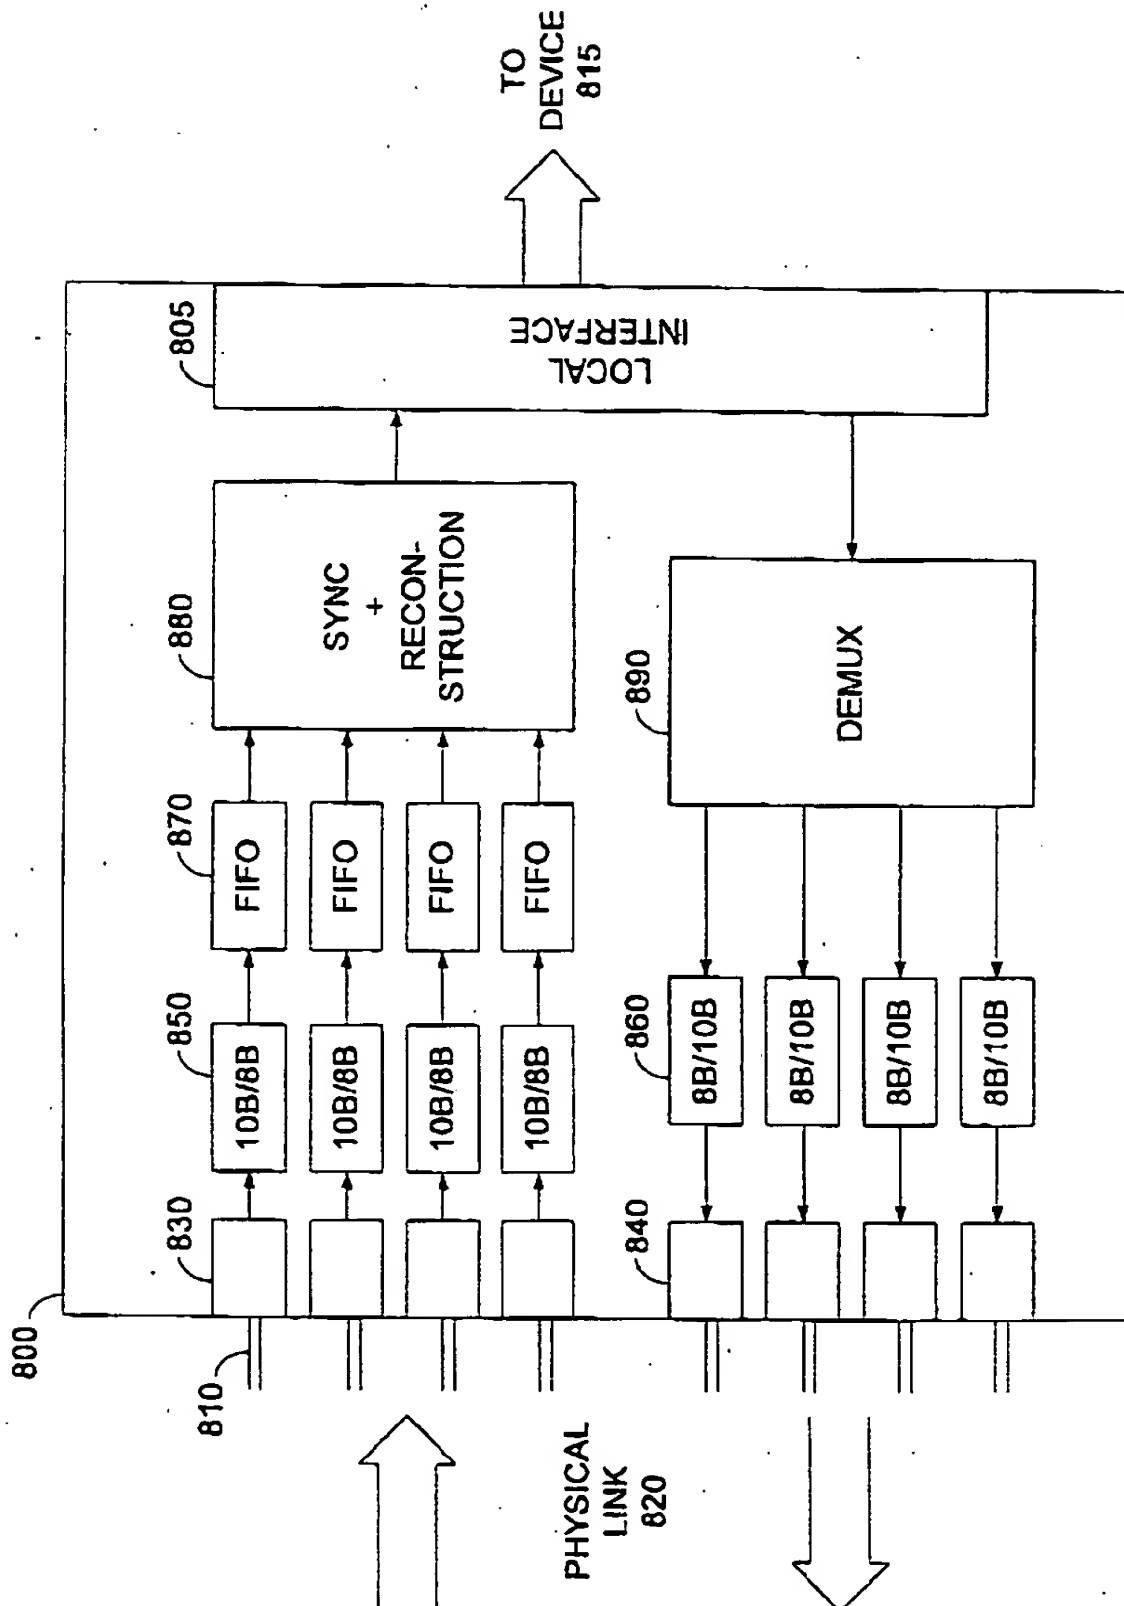 800
810
PHYSICAL
LINK
820
830
850
870
880
805
10B/8B
FIFO
10B/8B
FIFO
10B/8B
FIFO
10B/8B
FIFO
SYNC
+
RECON-
STRUCTION
LOCAL
INTERFACE
TO
DEVICE
815
840
860
890
8B/10B
8B/10B
8B/10B
8B/10B
DEMUX